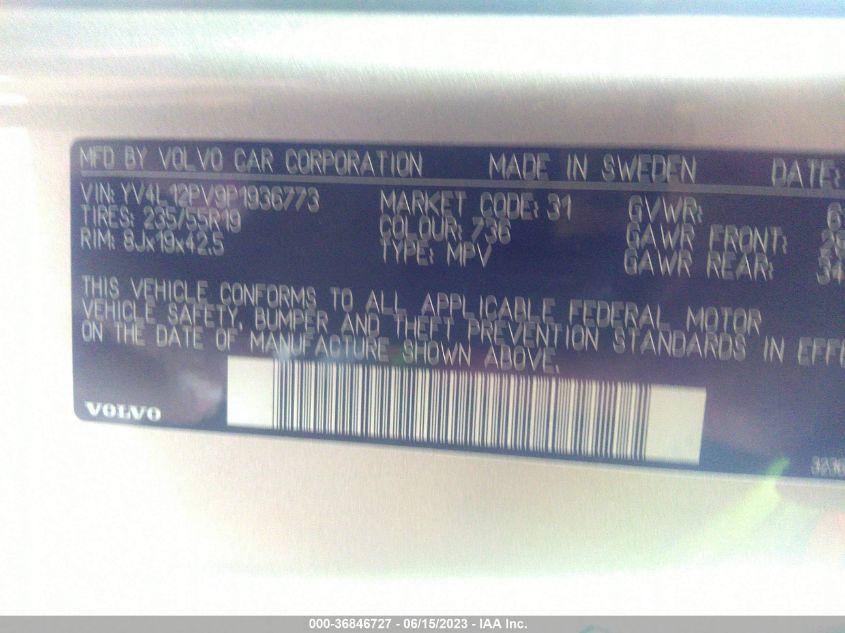 MFD BY VOLVO CAR CORPORATION MADE IN SWEDEN DATE:
VIN: YV4L12PV9P1936773 MARKET CODE: 31 GVWR:
TIRES: 235/55R19 COLOUR: 736 GAWR FRONT:
RIM: 8Jx19x42.5 TYPE: MPV GAWR REAR:
THIS VEHICLE CONFORMS TO ALL APPLICABLE FEDERAL MOTOR
VEHICLE SAFETY, BUMPER AND THEFT PREVENTION STANDARDS IN
ON THE DATE OF MANUFACTURE SHOWN ABOVE.
VOLVO
000-36846727 - 06/15/2023 - IAA Inc.